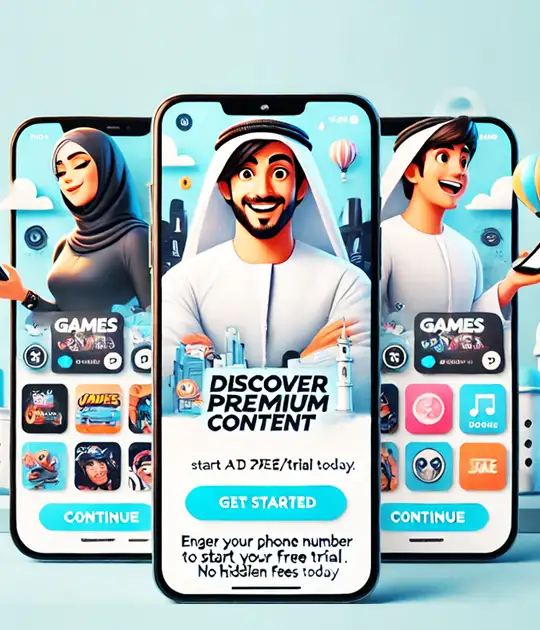 GAMES
CONTINUE
DISCOVER
PREMIUM
CONTENT
start AD 7REE/trial today.
GET STARTED
Enger your phone number
to start your free trial.
No hidden fees today
GAMES
CONTINUE